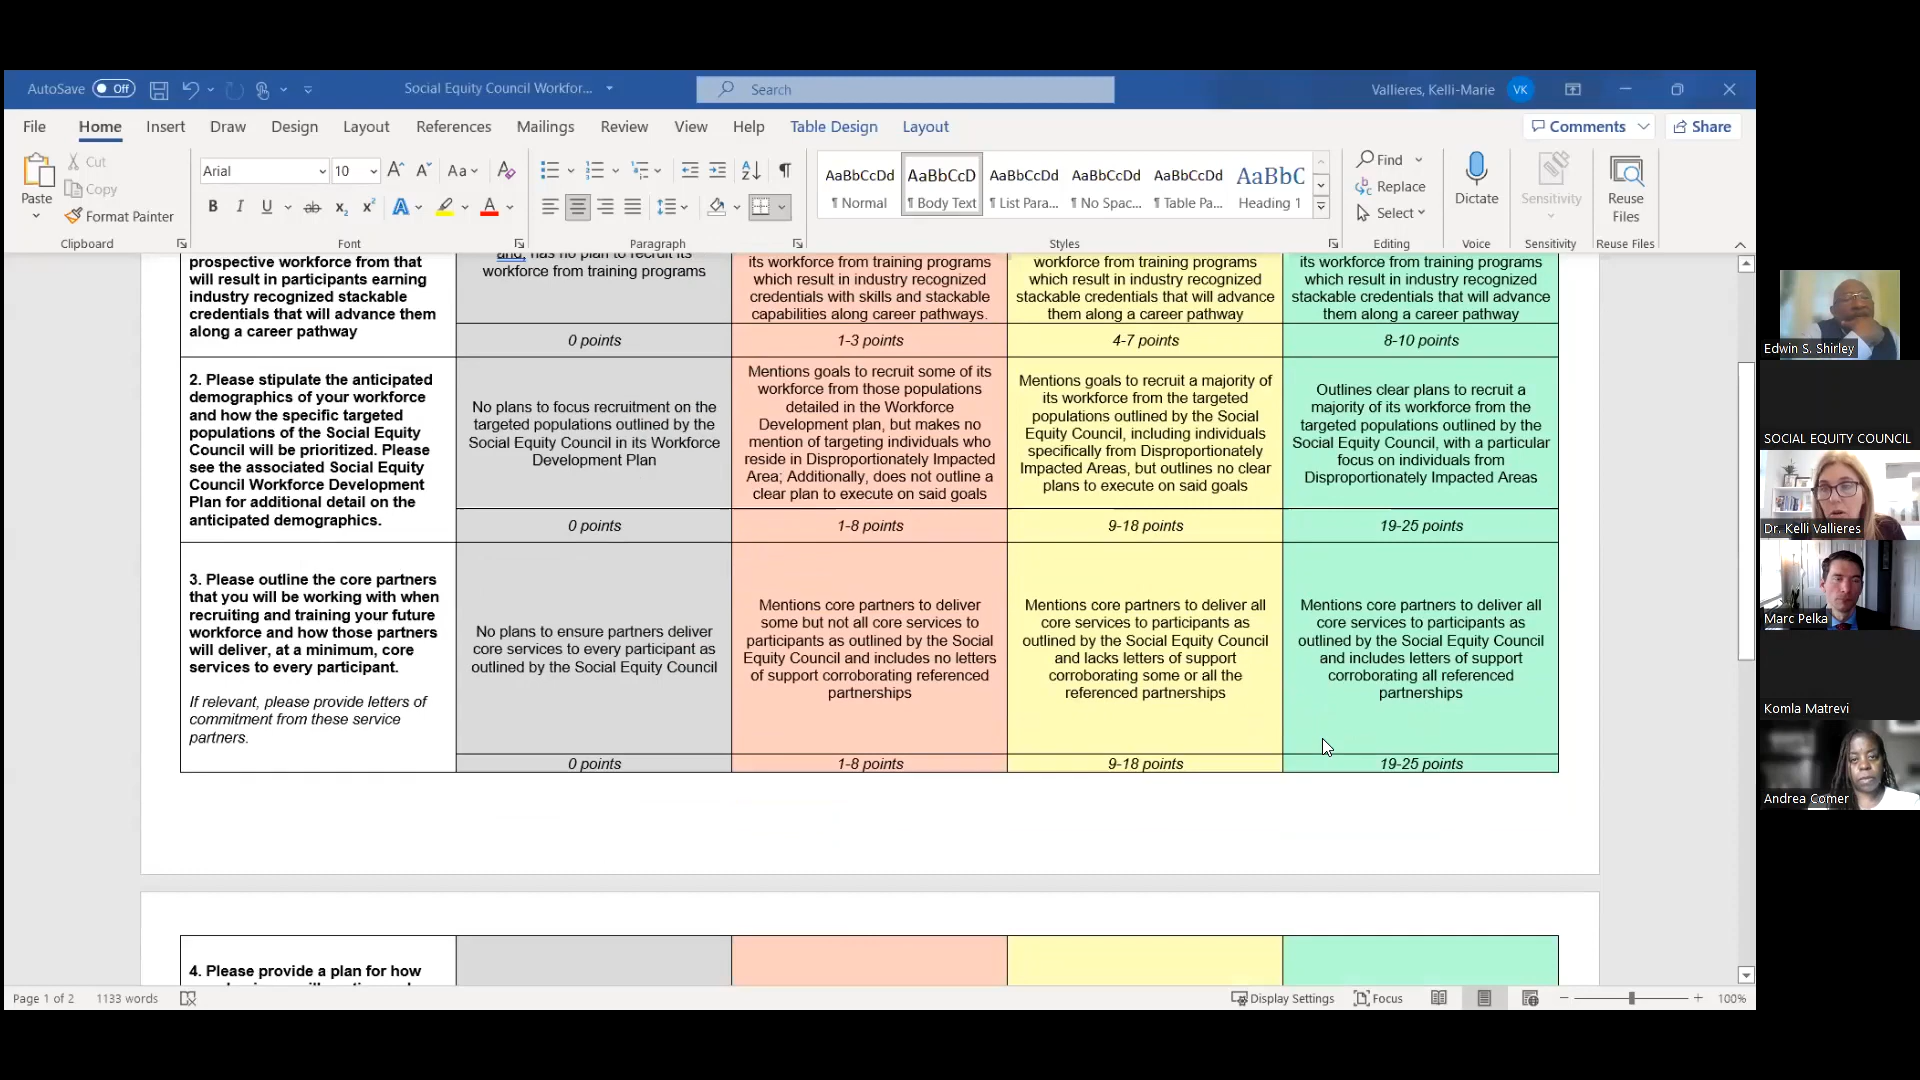 AutoSave Off
Social Equity Council Workfor...
Search
Vallieres, Kelli-Marie VK
File Home Insert Draw Design Layout References Mailings Review View Help Table Design Layout
Comments Share
Paste
Cut
Copy
Format Painter
Clipboard
Arial 10
Font
Paragraph
AaBbCcDd AaBbCcD AaBbCcDd AaBbCcDd AaBbCcDd AaBbC
¶ Normal ¶ Body Text ¶ List Para... ¶ No Spac... ¶ Table Pa... Heading 1
Styles
Find
Replace
Select
Editing
Dictate
Voice
Sensitivity
Sensitivity
Reuse
Files
Reuse Files
prospective workforce from that
will result in participants earning
industry recognized stackable
credentials that will advance them
along a career pathway
and, has no plan to recruit its
workforce from training programs
0 points
its workforce from training programs
which result in industry recognized
credentials with skills and stackable
capabilities along career pathways.
1-3 points
workforce from training programs
which result in industry recognized
stackable credentials that will advance
them along a career pathway
4-7 points
its workforce from training programs
which result in industry recognized
stackable credentials that will advance
them along a career pathway
8-10 points
2. Please stipulate the anticipated
demographics of your workforce
and how the specific targeted
populations of the Social Equity
Council will be prioritized. Please
see the associated Social Equity
Council Workforce Development
Plan for additional detail on the
anticipated demographics.
No plans to focus recruitment on the
targeted populations outlined by the
Social Equity Council in its Workforce
Development Plan
0 points
Mentions goals to recruit some of its
workforce from those populations
detailed in the Workforce
Development plan, but makes no
mention of targeting individuals who
reside in Disproportionately Impacted
Area; Additionally, does not outline a
clear plan to execute on said goals
1-8 points
Mentions goals to recruit a majority of
its workforce from the targeted
populations outlined by the Social
Equity Council, including individuals
specifically from Disproportionately
Impacted Areas, but outlines no clear
plans to execute on said goals
9-18 points
Outlines clear plans to recruit a
majority of its workforce from the
targeted populations outlined by the
Social Equity Council, with a particular
focus on individuals from
Disproportionately Impacted Areas
19-25 points
3. Please outline the core partners
that you will be working with when
recruiting and training your future
workforce and how those partners
will deliver, at a minimum, core
services to every participant.
If relevant, please provide letters of
commitment from these service
partners.
No plans to ensure partners deliver
core services to every participant as
outlined by the Social Equity Council
0 points
Mentions core partners to deliver
some but not all core services to
participants as outlined by the Social
Equity Council and includes no letters
of support corroborating referenced
partnerships
1-8 points
Mentions core partners to deliver all
core services to participants as
outlined by the Social Equity Council
and lacks letters of support
corroborating some or all the
referenced partnerships
9-18 points
Mentions core partners to deliver all
core services to participants as
outlined by the Social Equity Council
and includes letters of support
corroborating all referenced
partnerships
19-25 points
4. Please provide a plan for how
Page 1 of 2 1133 words
Display Settings Focus 100%
Edwin S. Shirley
SOCIAL EQUITY COUNCIL
Dr. Kelli Vallieres
Marc Pelka
Komla Matrevi
Andrea Comer